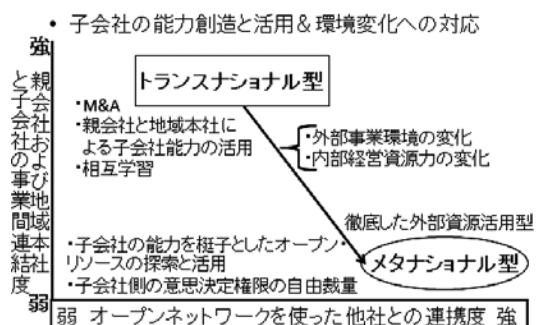 • 子会社の能力創造と活用＆環境変化への対応
強
親会社および地域本社
と子会社の事業間連結度
弱
トランスナショナル型
・M&A
・親会社と地域本社に
よる子会社能力の活用
・相互学習
・外部事業環境の変化
・内部経営資源力の変化
徹底した外部資源活用型
メタナショナル型
・子会社の能力を梃子としたオープン・
リソースの探索と活用
・子会社側の意思決定権限の自由裁量
弱 オープンネットワークを使った他社との連携度 強